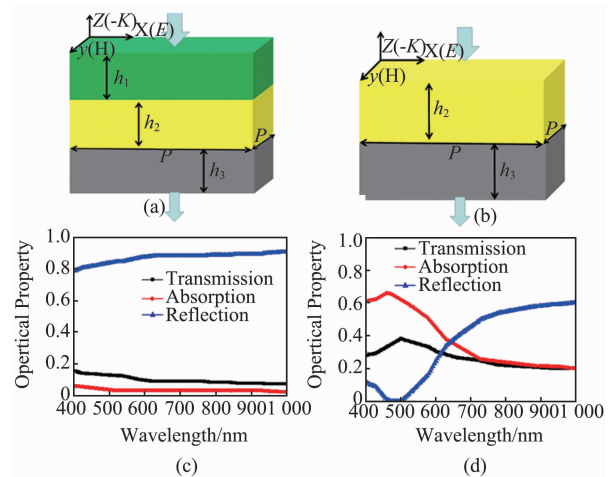 Z(-K)
X(E)
y(H)
h1
h2
P
P
h3
(a)
Z(-K)
X(E)
y(H)
h2
P
P
h3
(b)
1.0
0.8
0.6
0.4
0.2
0
Opertical Property
Transmission
Absorption
Reflection
400 500 600 700 800 9001 000
Wavelength/nm
(c)
1.0
0.8
0.6
0.4
0.2
0
Opertical Property
Transmission
Absorption
Reflection
400 500 600 700 800 9001 000
Wavelength/nm
(d)